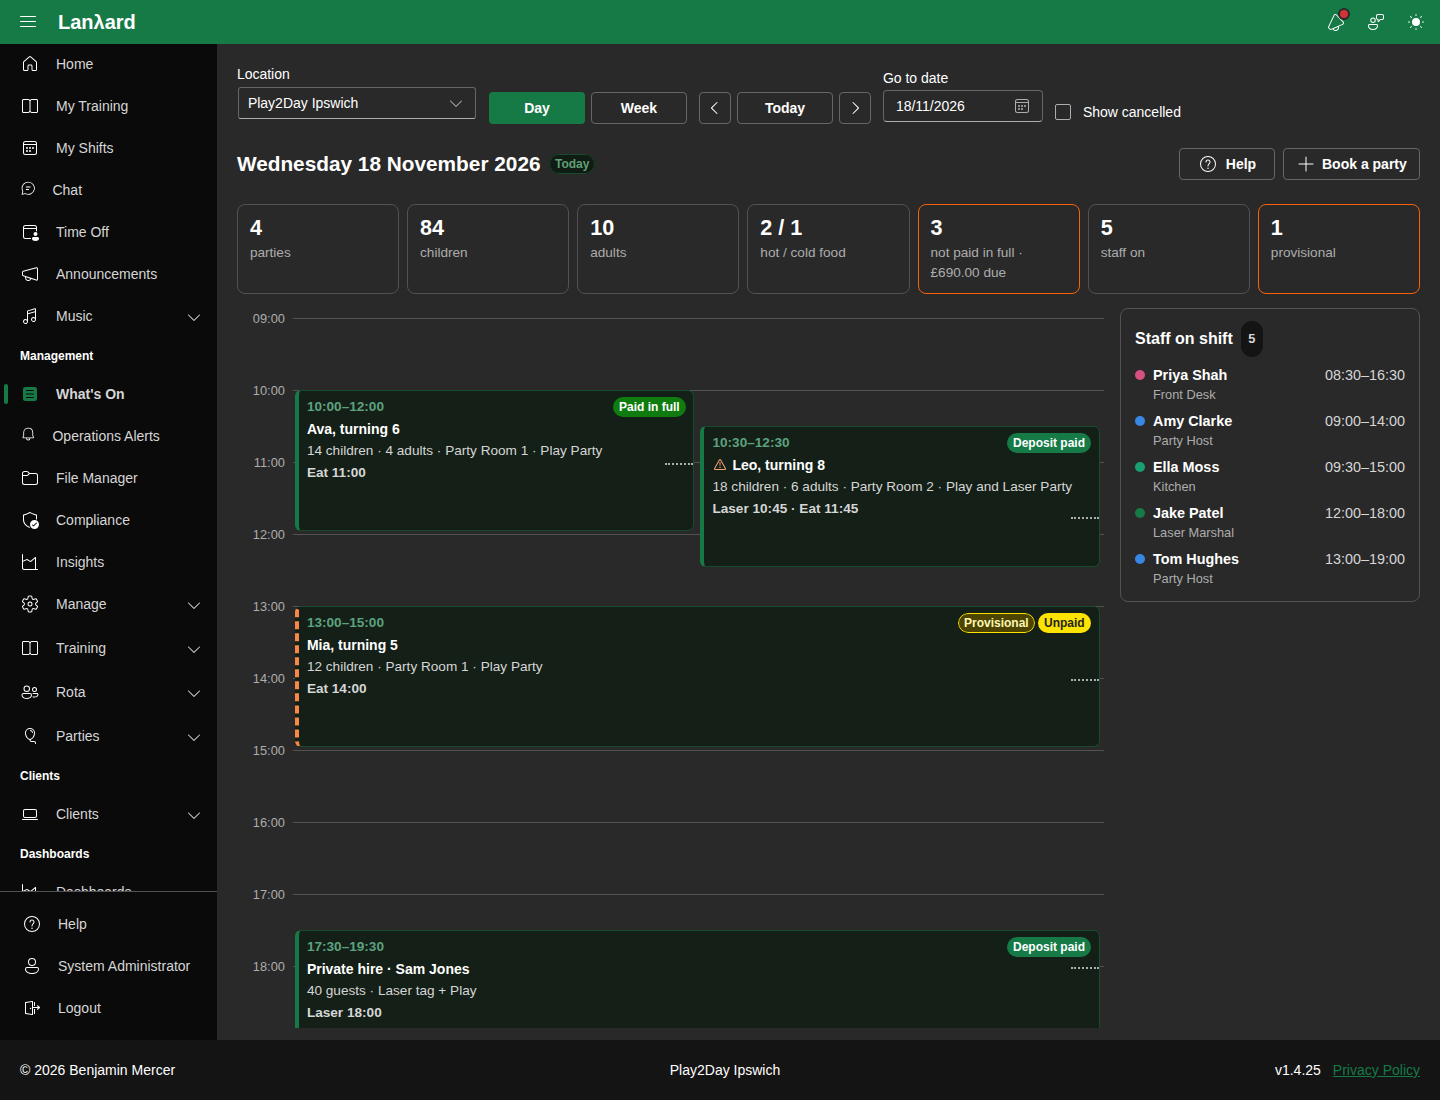 Lanλard
Home
My Training
My Shifts
Chat
Time Off
Announcements
Music
Management
What's On
Operations Alerts
File Manager
Compliance
Insights
Manage
Training
Rota
Parties
Clients
Clients
Dashboards
Dashboards
Help
System Administrator
Logout
Location
Play2Day Ipswich
Day
Week
Today
Go to date
18/11/2026
Show cancelled
Wednesday 18 November 2026
Today
Help
Book a party
4
parties
84
children
10
adults
2 / 1
hot / cold food
3
not paid in full ·
£690.00 due
5
staff on
1
provisional
09:00
10:00
11:00
12:00
13:00
14:00
15:00
16:00
17:00
18:00
10:00–12:00
Paid in full
Ava, turning 6
14 children · 4 adults · Party Room 1 · Play Party
Eat 11:00
10:30–12:30
Deposit paid
Leo, turning 8
18 children · 6 adults · Party Room 2 · Play and Laser Party
Laser 10:45 · Eat 11:45
13:00–15:00
Provisional
Unpaid
Mia, turning 5
12 children · Party Room 1 · Play Party
Eat 14:00
17:30–19:30
Deposit paid
Private hire · Sam Jones
40 guests · Laser tag + Play
Laser 18:00
Staff on shift
5
Priya Shah
08:30–16:30
Front Desk
Amy Clarke
09:00–14:00
Party Host
Ella Moss
09:30–15:00
Kitchen
Jake Patel
12:00–18:00
Laser Marshal
Tom Hughes
13:00–19:00
Party Host
© 2026 Benjamin Mercer
Play2Day Ipswich
v1.4.25
Privacy Policy